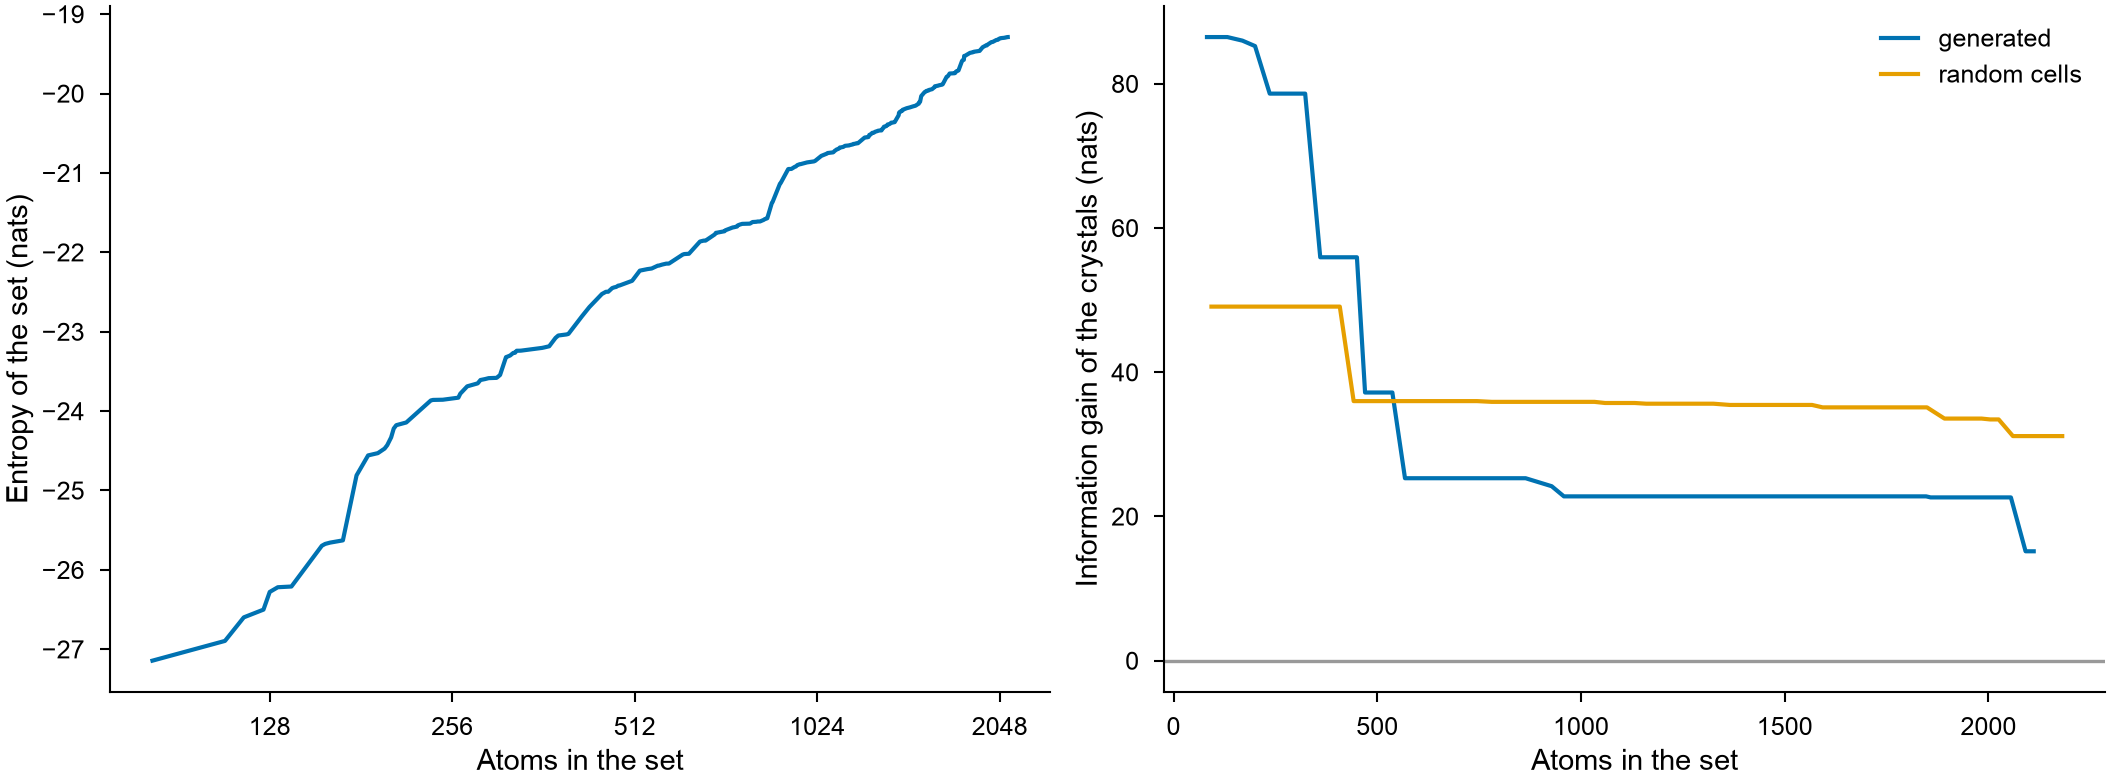 −19
−20
−21
−22
−23
−24
−25
−26
−27
Entropy of the set (nats)
128 256 512 1024 2048
Atoms in the set
generated
random cells
80
60
40
20
0
Information gain of the crystals (nats)
0 500 1000 1500 2000
Atoms in the set